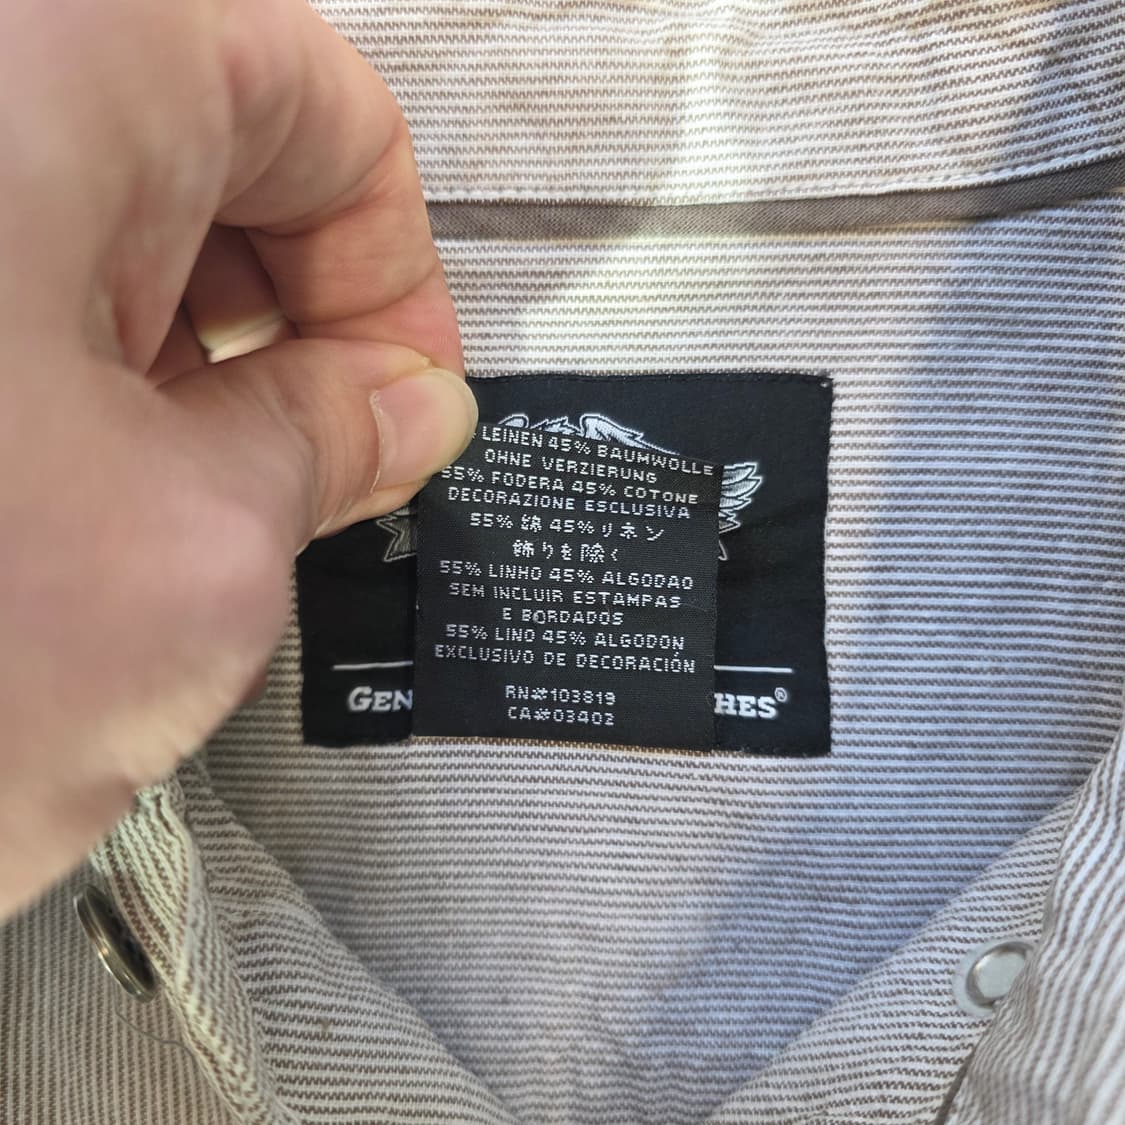 % LEINEN 45% BAUMWOLLE
OHNE VERZIERUNG
55% FODERA 45% COTONE
DECORAZIONE ESCLUSIVA
55% 綿 45% リネン
飾りを除く
55% LINHO 45% ALGODAO
SEM INCLUIR ESTAMPAS
E BORDADOS
55% LINO 45% ALGODON
EXCLUSIVO DE DECORACIÓN
RN#103819
CA#03402
GEN HES®